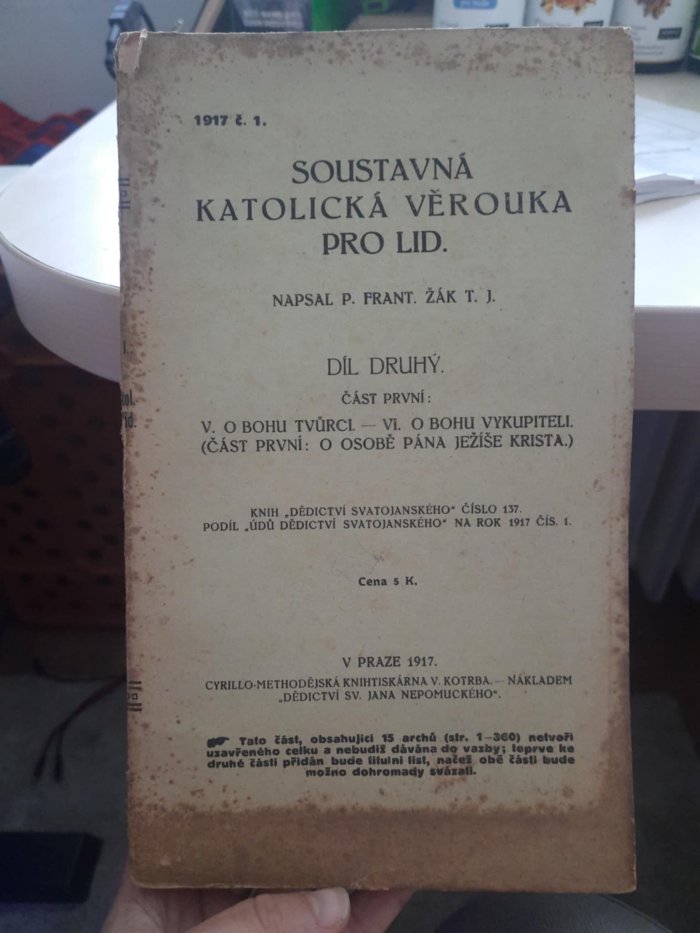 1917 č. 1.
SOUSTAVNÁ
KATOLICKÁ VĚROUKA
PRO LID.
NAPSAL P. FRANT. ŽÁK T. J.
DÍL DRUHÝ.
ČÁST PRVNÍ:
V. O BOHU TVŮRCI. — VI. O BOHU VYKUPITELI.
(ČÁST PRVNÍ: O OSOBĚ PÁNA JEŽÍŠE KRISTA.)
KNIH „DĚDICTVÍ SVATOJANSKÉHO“ ČÍSLO 137.
PODÍL „ÚDŮ DĚDICTVÍ SVATOJANSKÉHO“ NA ROK 1917 ČÍS. 1.
Cena 5 K.
V PRAZE 1917.
CYRILLO-METHODĚJSKÁ KNIHTISKÁRNA V. KOTRBA. — NÁKLADEM
„DĚDICTVÍ SV. JANA NEPOMUCKÉHO“.
☛ Tato část, obsahující 15 archů (str. 1–360) netvoří
uzavřeného celku a nebudiž dávána do vazby; teprve ke
druhé části přidán bude titulní list, načež obě části bude
možno dohromady svázati.